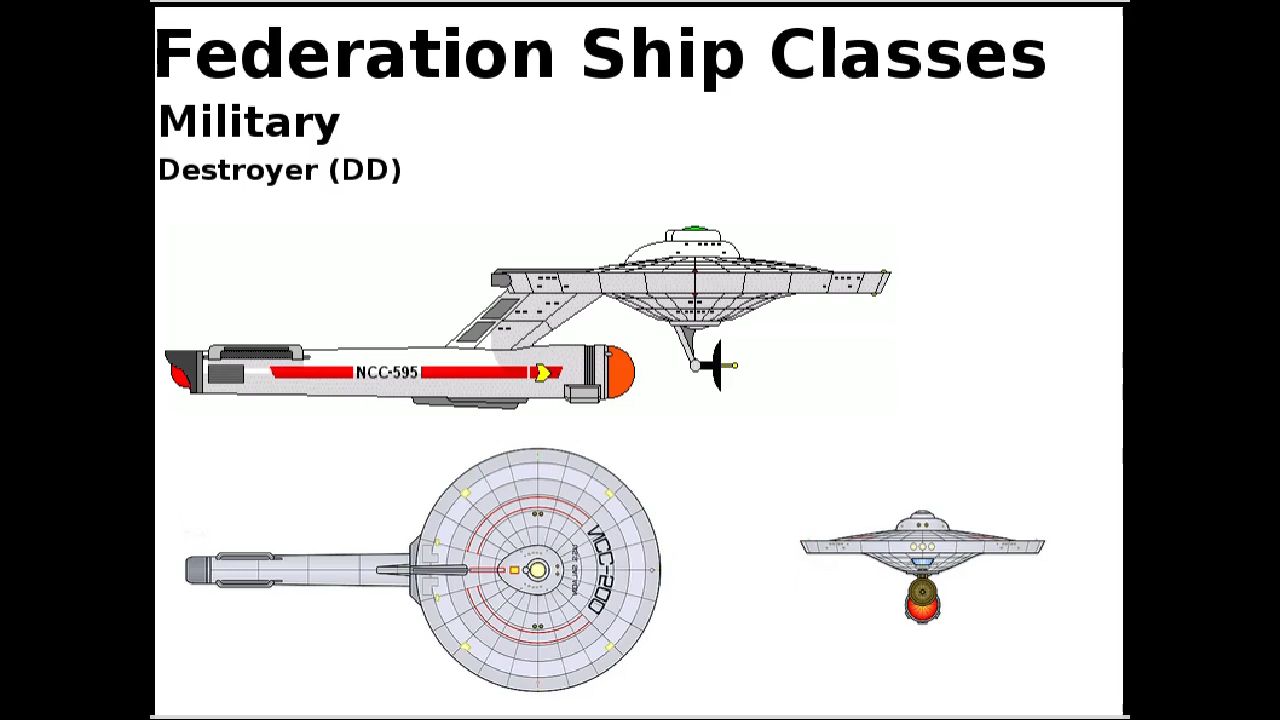 Federation Ship Classes
Military
Destroyer (DD)
NCC-595
NCC-200